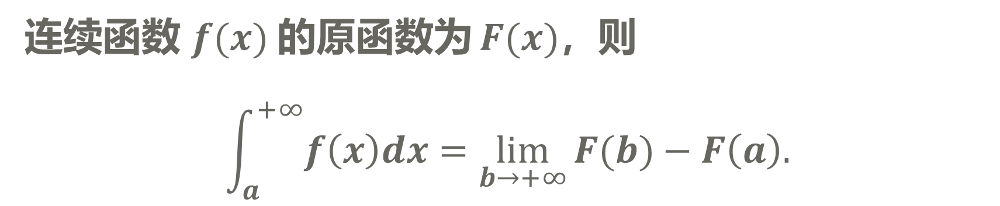 连续函数 f(x) 的原函数为 F(x)，则
∫_a^{+∞} f(x)dx = lim_{b→+∞} F(b) − F(a).